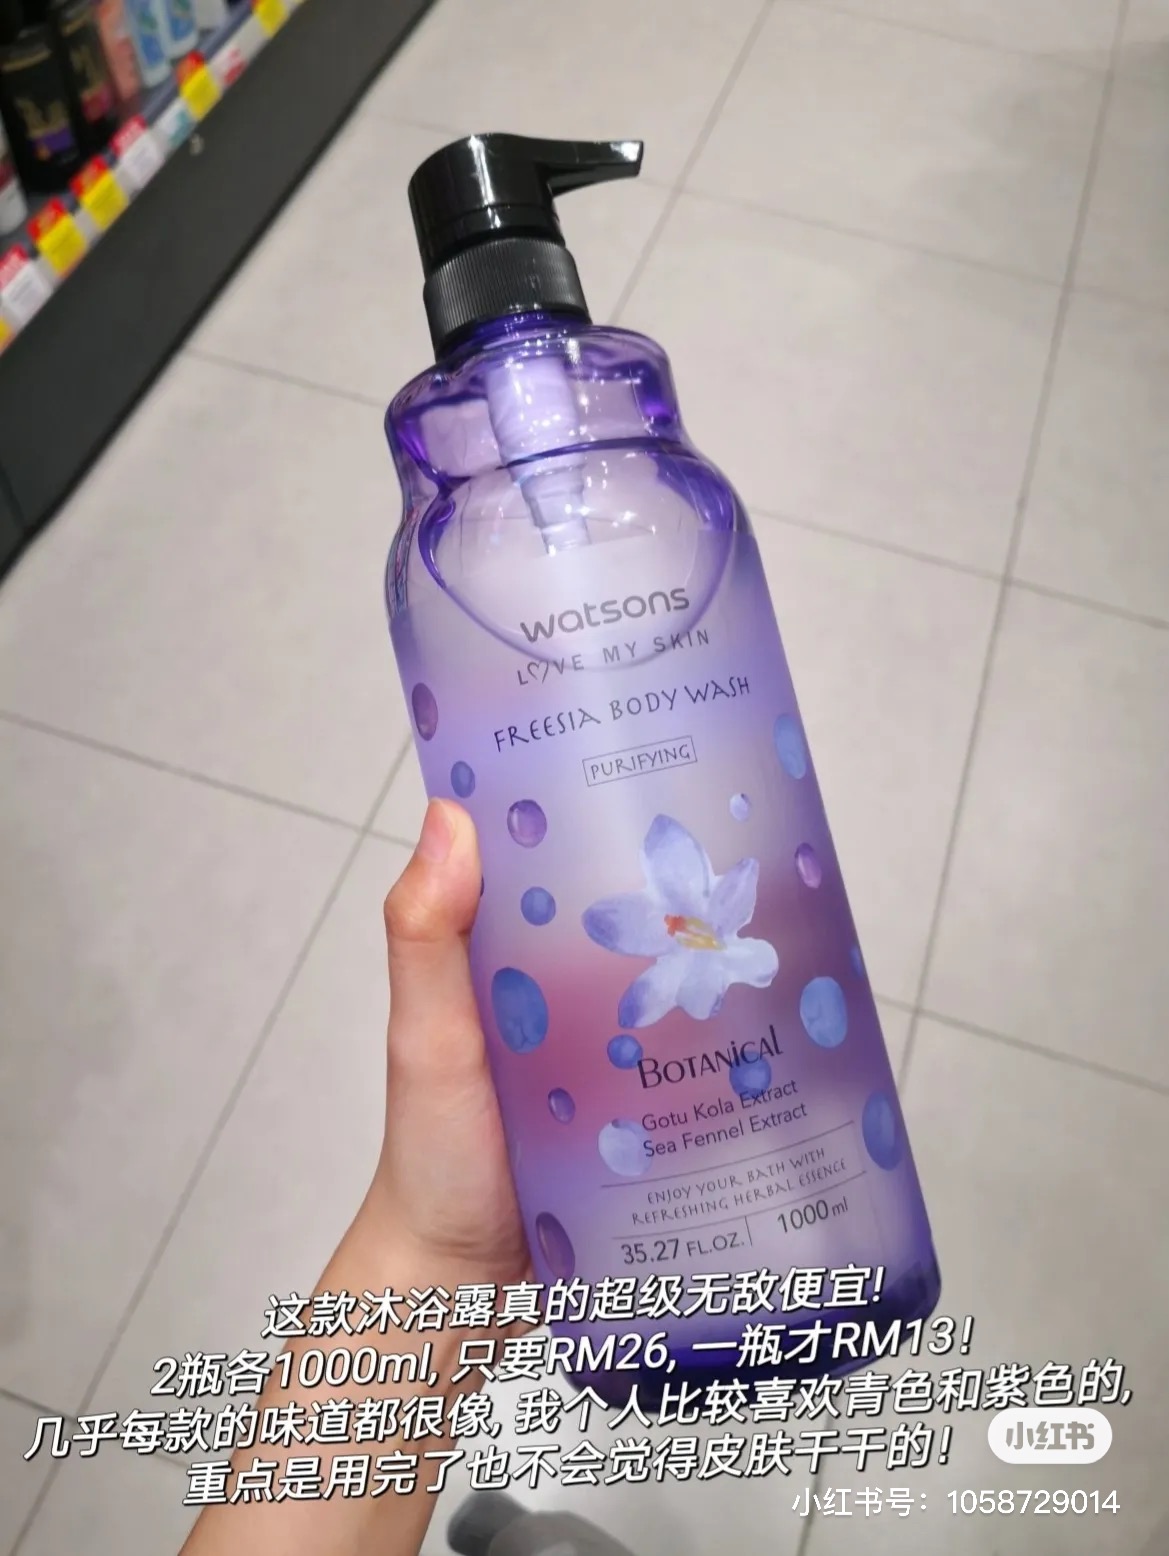 watsons
LOVE MY SKIN
FREESIA BODY WASH
PURIFYING
BOTANICAL
Gotu Kola Extract
Sea Fennel Extract
ENJOY YOUR BATH WITH
REFRESHING HERBAL ESSENCE
35.27 FL.OZ. 1000ml
这款沐浴露真的超级无敌便宜!
2瓶各1000ml, 只要RM26, 一瓶才RM13!
几乎每款的味道都很像, 我个人比较喜欢青色和紫色的,
重点是用完了也不会觉得皮肤干干的!
小红书
小红书号：1058729014